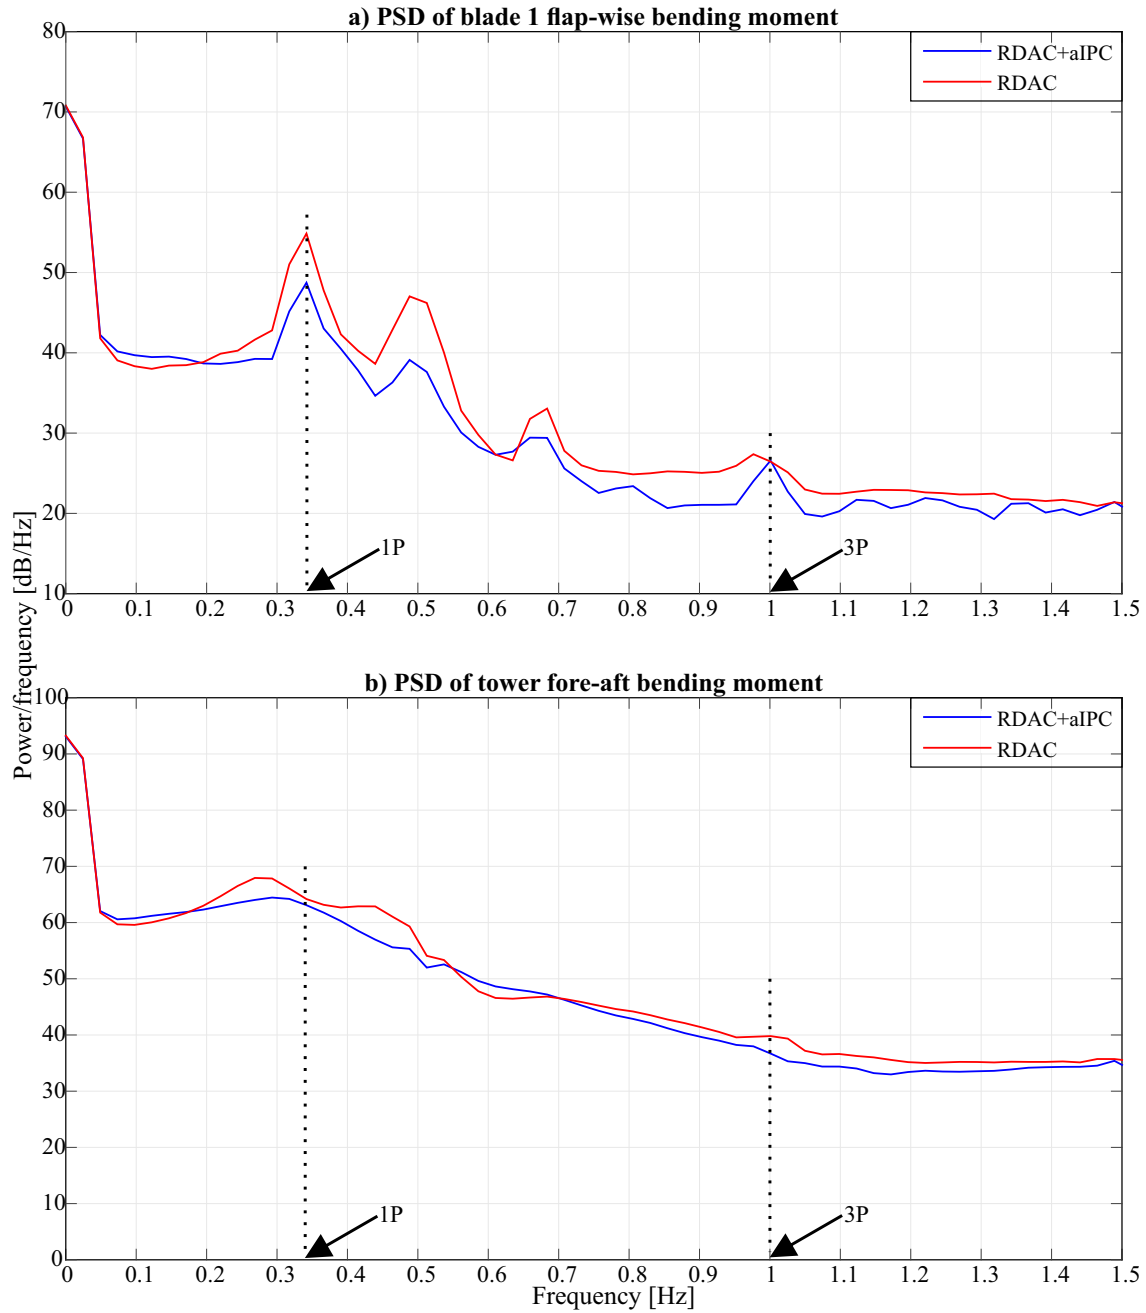 a) PSD of blade 1 flap-wise bending moment
80
70
60
50
40
30
20
10
RDAC+aIPC
RDAC
1P
3P
0 0.1 0.2 0.3 0.4 0.5 0.6 0.7 0.8 0.9 1 1.1 1.2 1.3 1.4 1.5
Power/frequency [dB/Hz]
b) PSD of tower fore-aft bending moment
100
90
80
70
60
50
40
30
20
10
0
RDAC+aIPC
RDAC
1P
3P
0 0.1 0.2 0.3 0.4 0.5 0.6 0.7 0.8 0.9 1 1.1 1.2 1.3 1.4 1.5
Frequency [Hz]